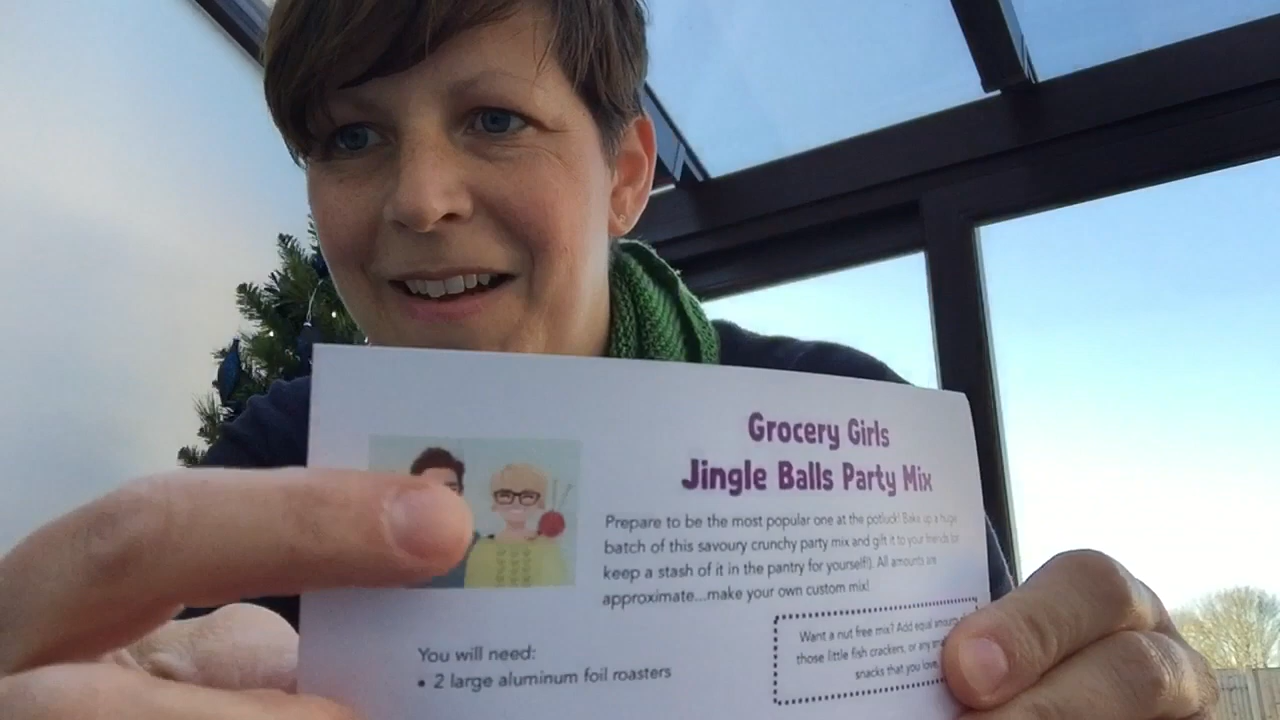 Grocery Girls
Jingle Balls Party Mix
Prepare to be the most popular one at the potluck! Bake up a huge
batch of this savoury crunchy party mix and gift it to your friends (or
keep a stash of it in the pantry for yourself!). All amounts are
approximate...make your own custom mix!
Want a nut free mix? Add equal amounts
those little fish crackers, or any
snacks that you love.
You will need:
• 2 large aluminum foil roasters